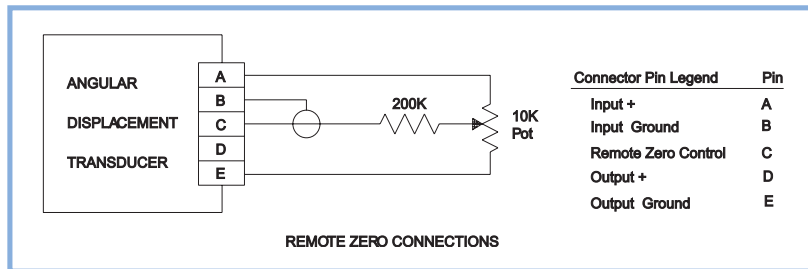 ANGULAR
DISPLACEMENT
TRANSDUCER
A
B
C
D
E
200K
10K
Pot
Connector Pin Legend Pin
Input + A
Input Ground B
Remote Zero Control C
Output + D
Output Ground E
REMOTE ZERO CONNECTIONS